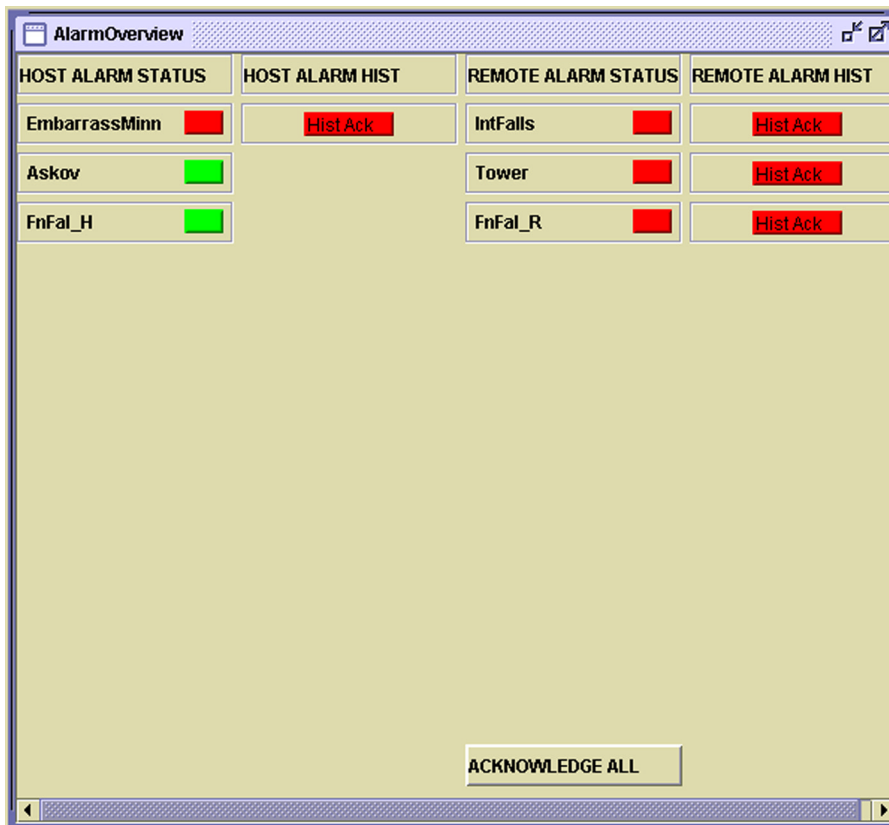 AlarmOverview
HOST ALARM STATUS HOST ALARM HIST REMOTE ALARM STATUS REMOTE ALARM HIST
EmbarrassMinn Hist Ack IntFalls Hist Ack
Askov Tower Hist Ack
FnFal_H FnFal_R Hist Ack
ACKNOWLEDGE ALL